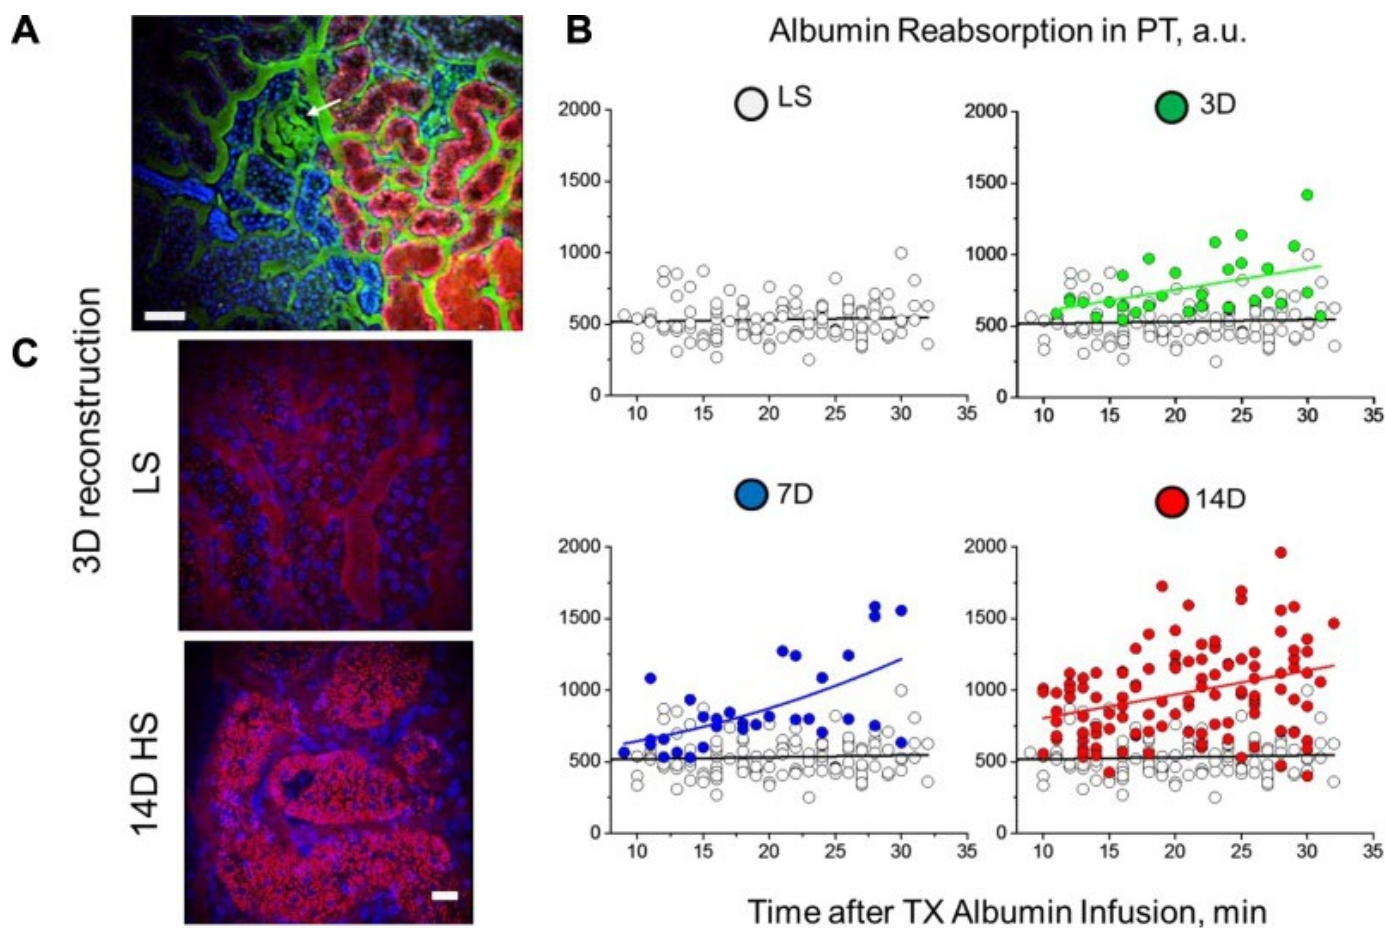 A
B
Albumin Reabsorption in PT, a.u.
LS
3D
2000
1500
1000
500
0
10 15 20 25 30 35
2000
1500
1000
500
0
10 15 20 25 30 35
C
3D reconstruction
LS
14D HS
7D
14D
2000
1500
1000
500
0
10 15 20 25 30 35
2000
1500
1000
500
0
10 15 20 25 30 35
Time after TX Albumin Infusion, min